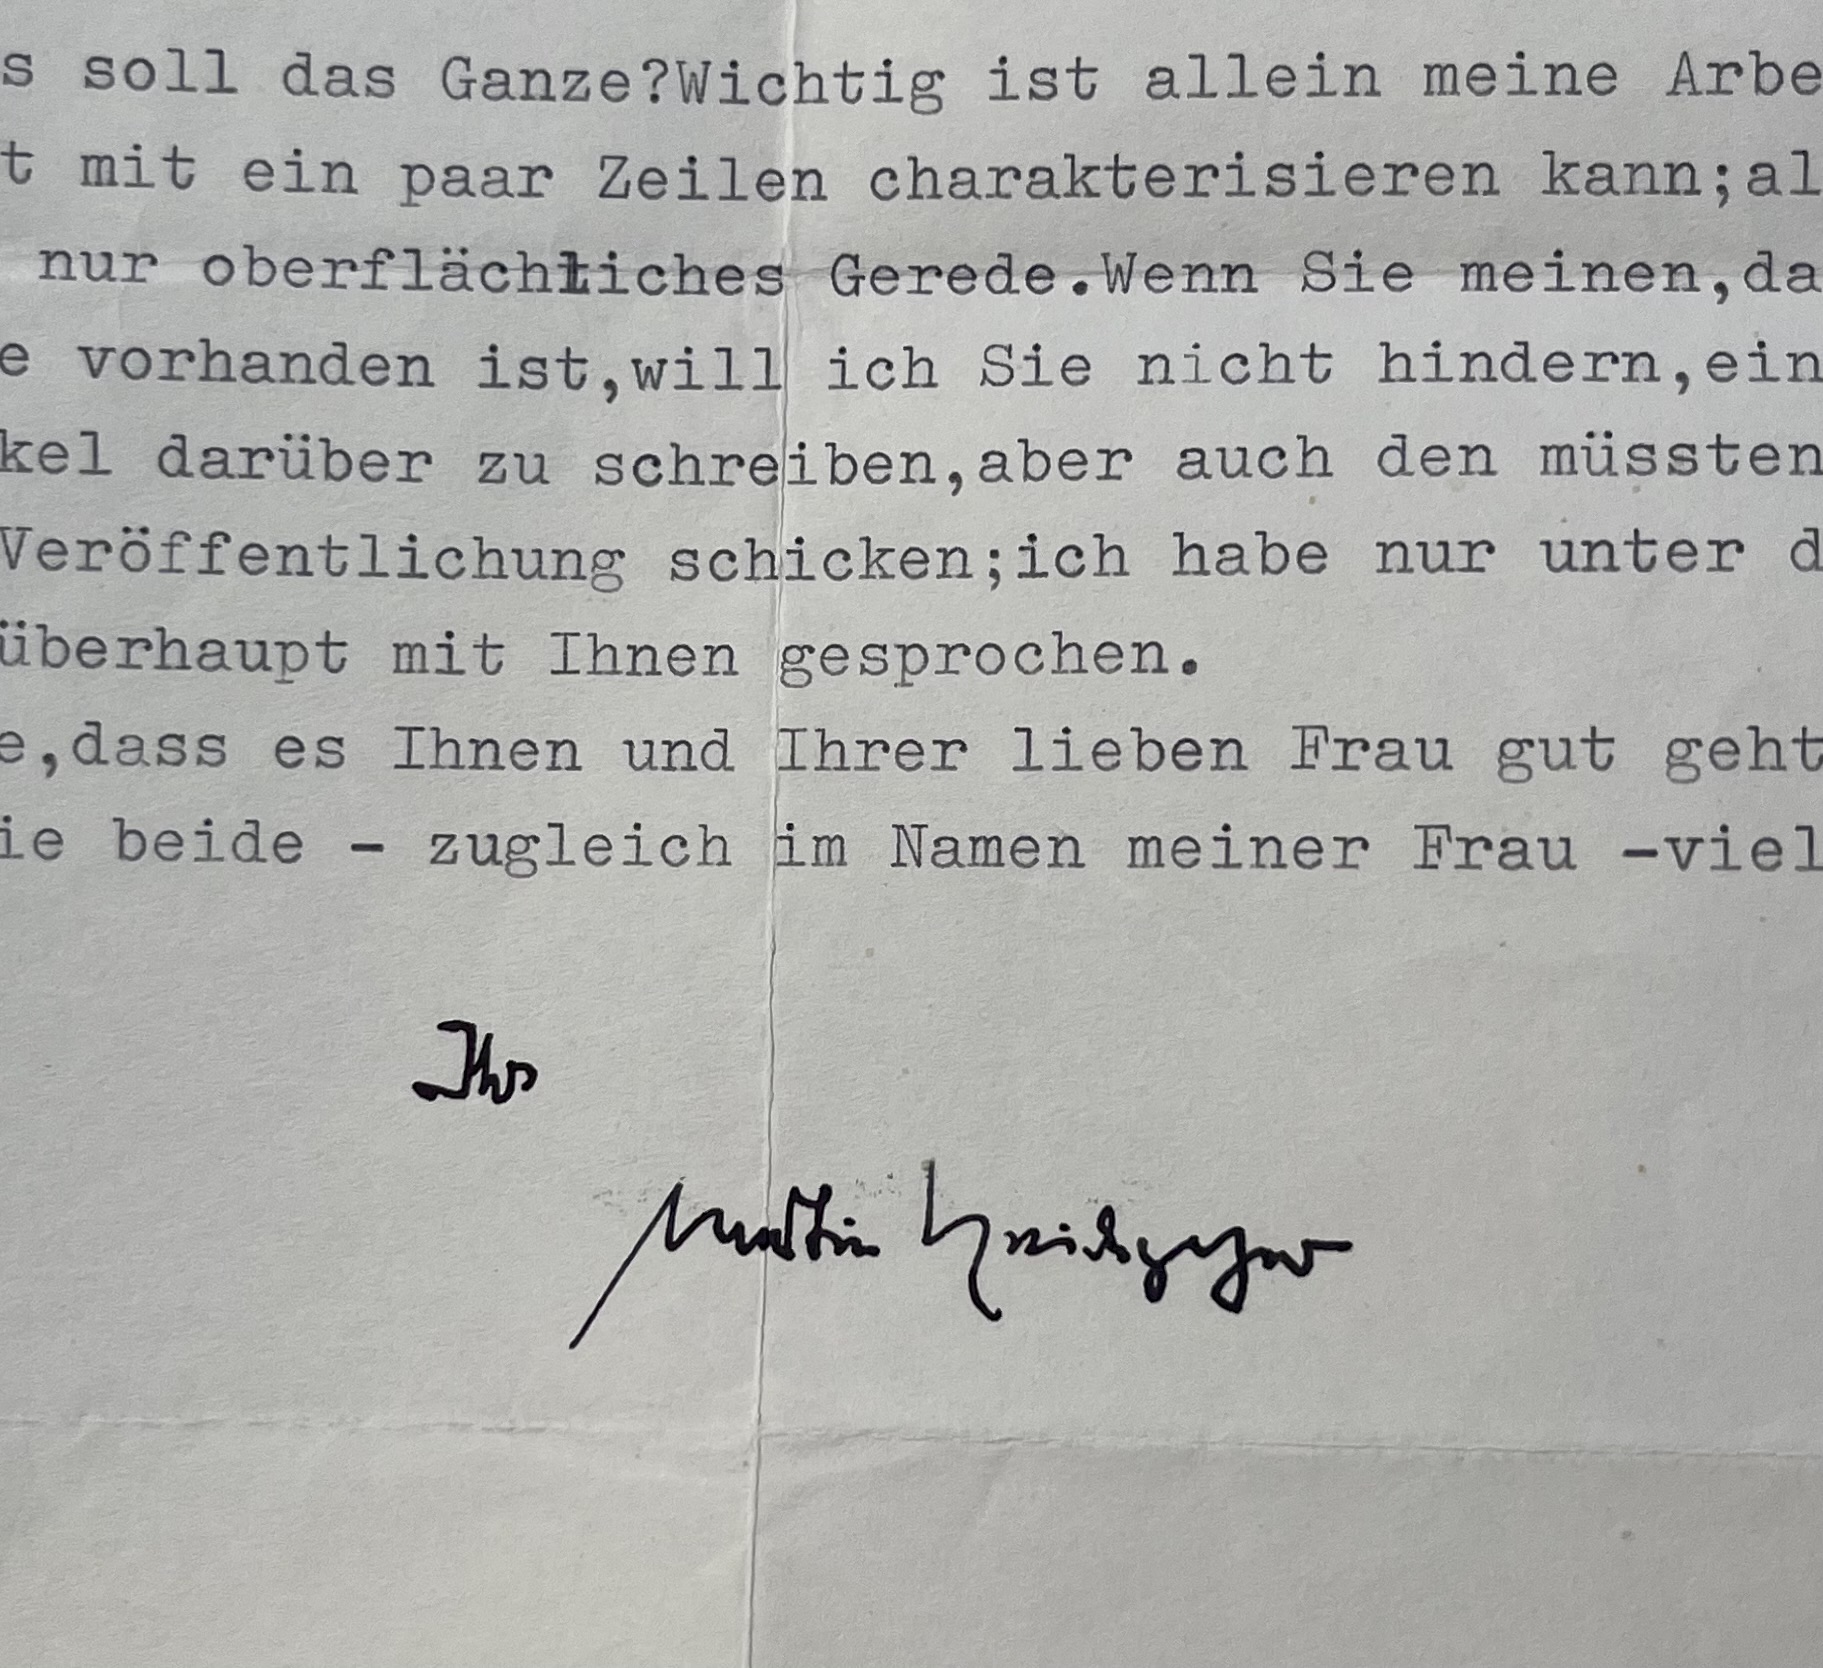 s soll das Ganze?Wichtig ist allein meine Arbe
t mit ein paar Zeilen charakterisieren kann;al
nur oberflächliches Gerede.Wenn Sie meinen,da
e vorhanden ist,will ich Sie nicht hindern,ein
kel darüber zu schreiben,aber auch den müssten
Veröffentlichung schicken;ich habe nur unter d
überhaupt mit Ihnen gesprochen.
e,dass es Ihnen und Ihrer lieben Frau gut geht
ie beide - zugleich im Namen meiner Frau -viel
Ihr
Martin Heidegger